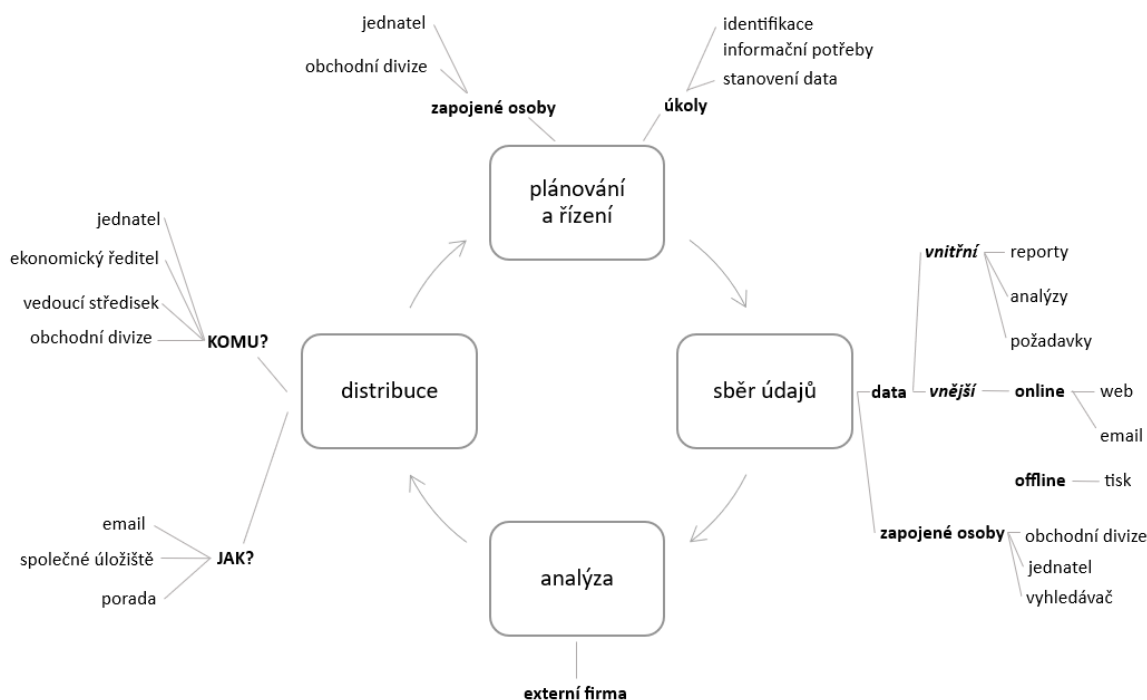 jednatel
obchodní divize
zapojené osoby
identifikace
informační potřeby
stanovení data
úkoly
plánování
a řízení
jednatel
ekonomický ředitel
vedoucí středisek
obchodní divize
KOMU?
distribuce
sběr údajů
data
vnitřní
reporty
analýzy
požadavky
vnější
online
web
email
offline
tisk
zapojené osoby
obchodní divize
jednatel
vyhledávač
email
společné úložiště
porada
JAK?
analýza
externí firma